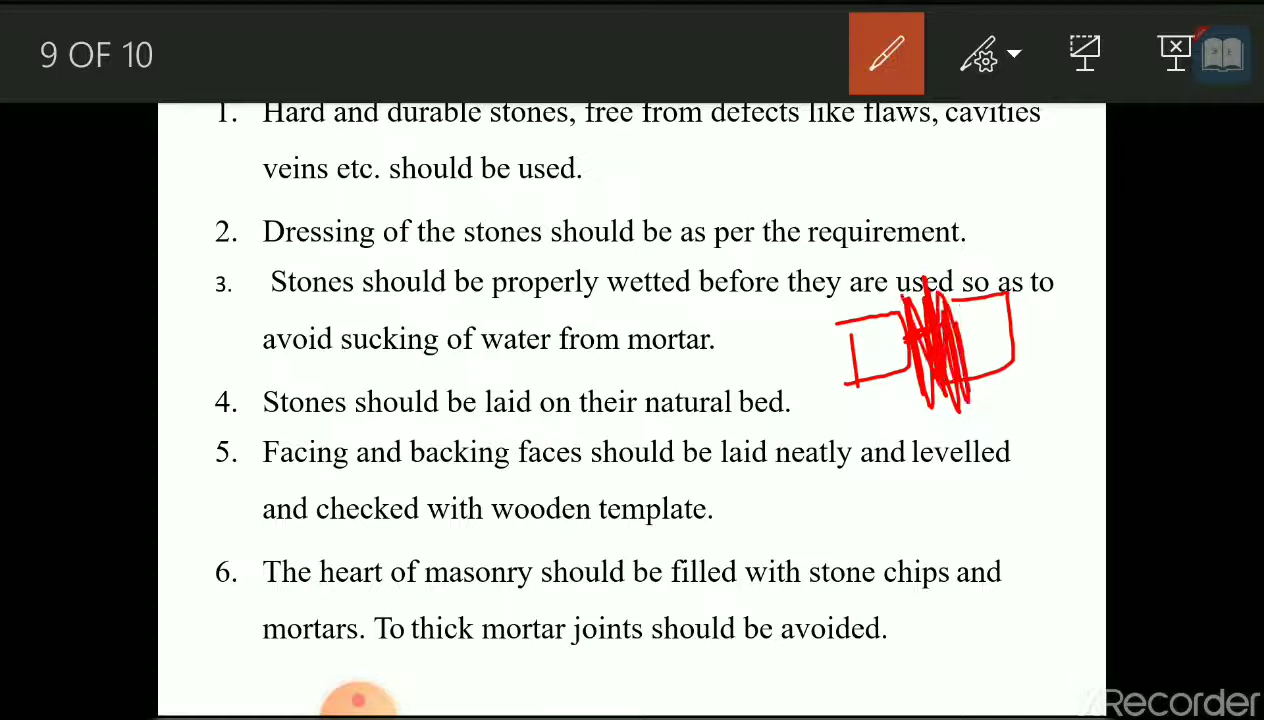 9 OF 10
1. Hard and durable stones, free from defects like flaws, cavities
veins etc. should be used.
2. Dressing of the stones should be as per the requirement.
3. Stones should be properly wetted before they are used so as to
avoid sucking of water from mortar.
4. Stones should be laid on their natural bed.
5. Facing and backing faces should be laid neatly and levelled
and checked with wooden template.
6. The heart of masonry should be filled with stone chips and
mortars. To thick mortar joints should be avoided.
XRecorder